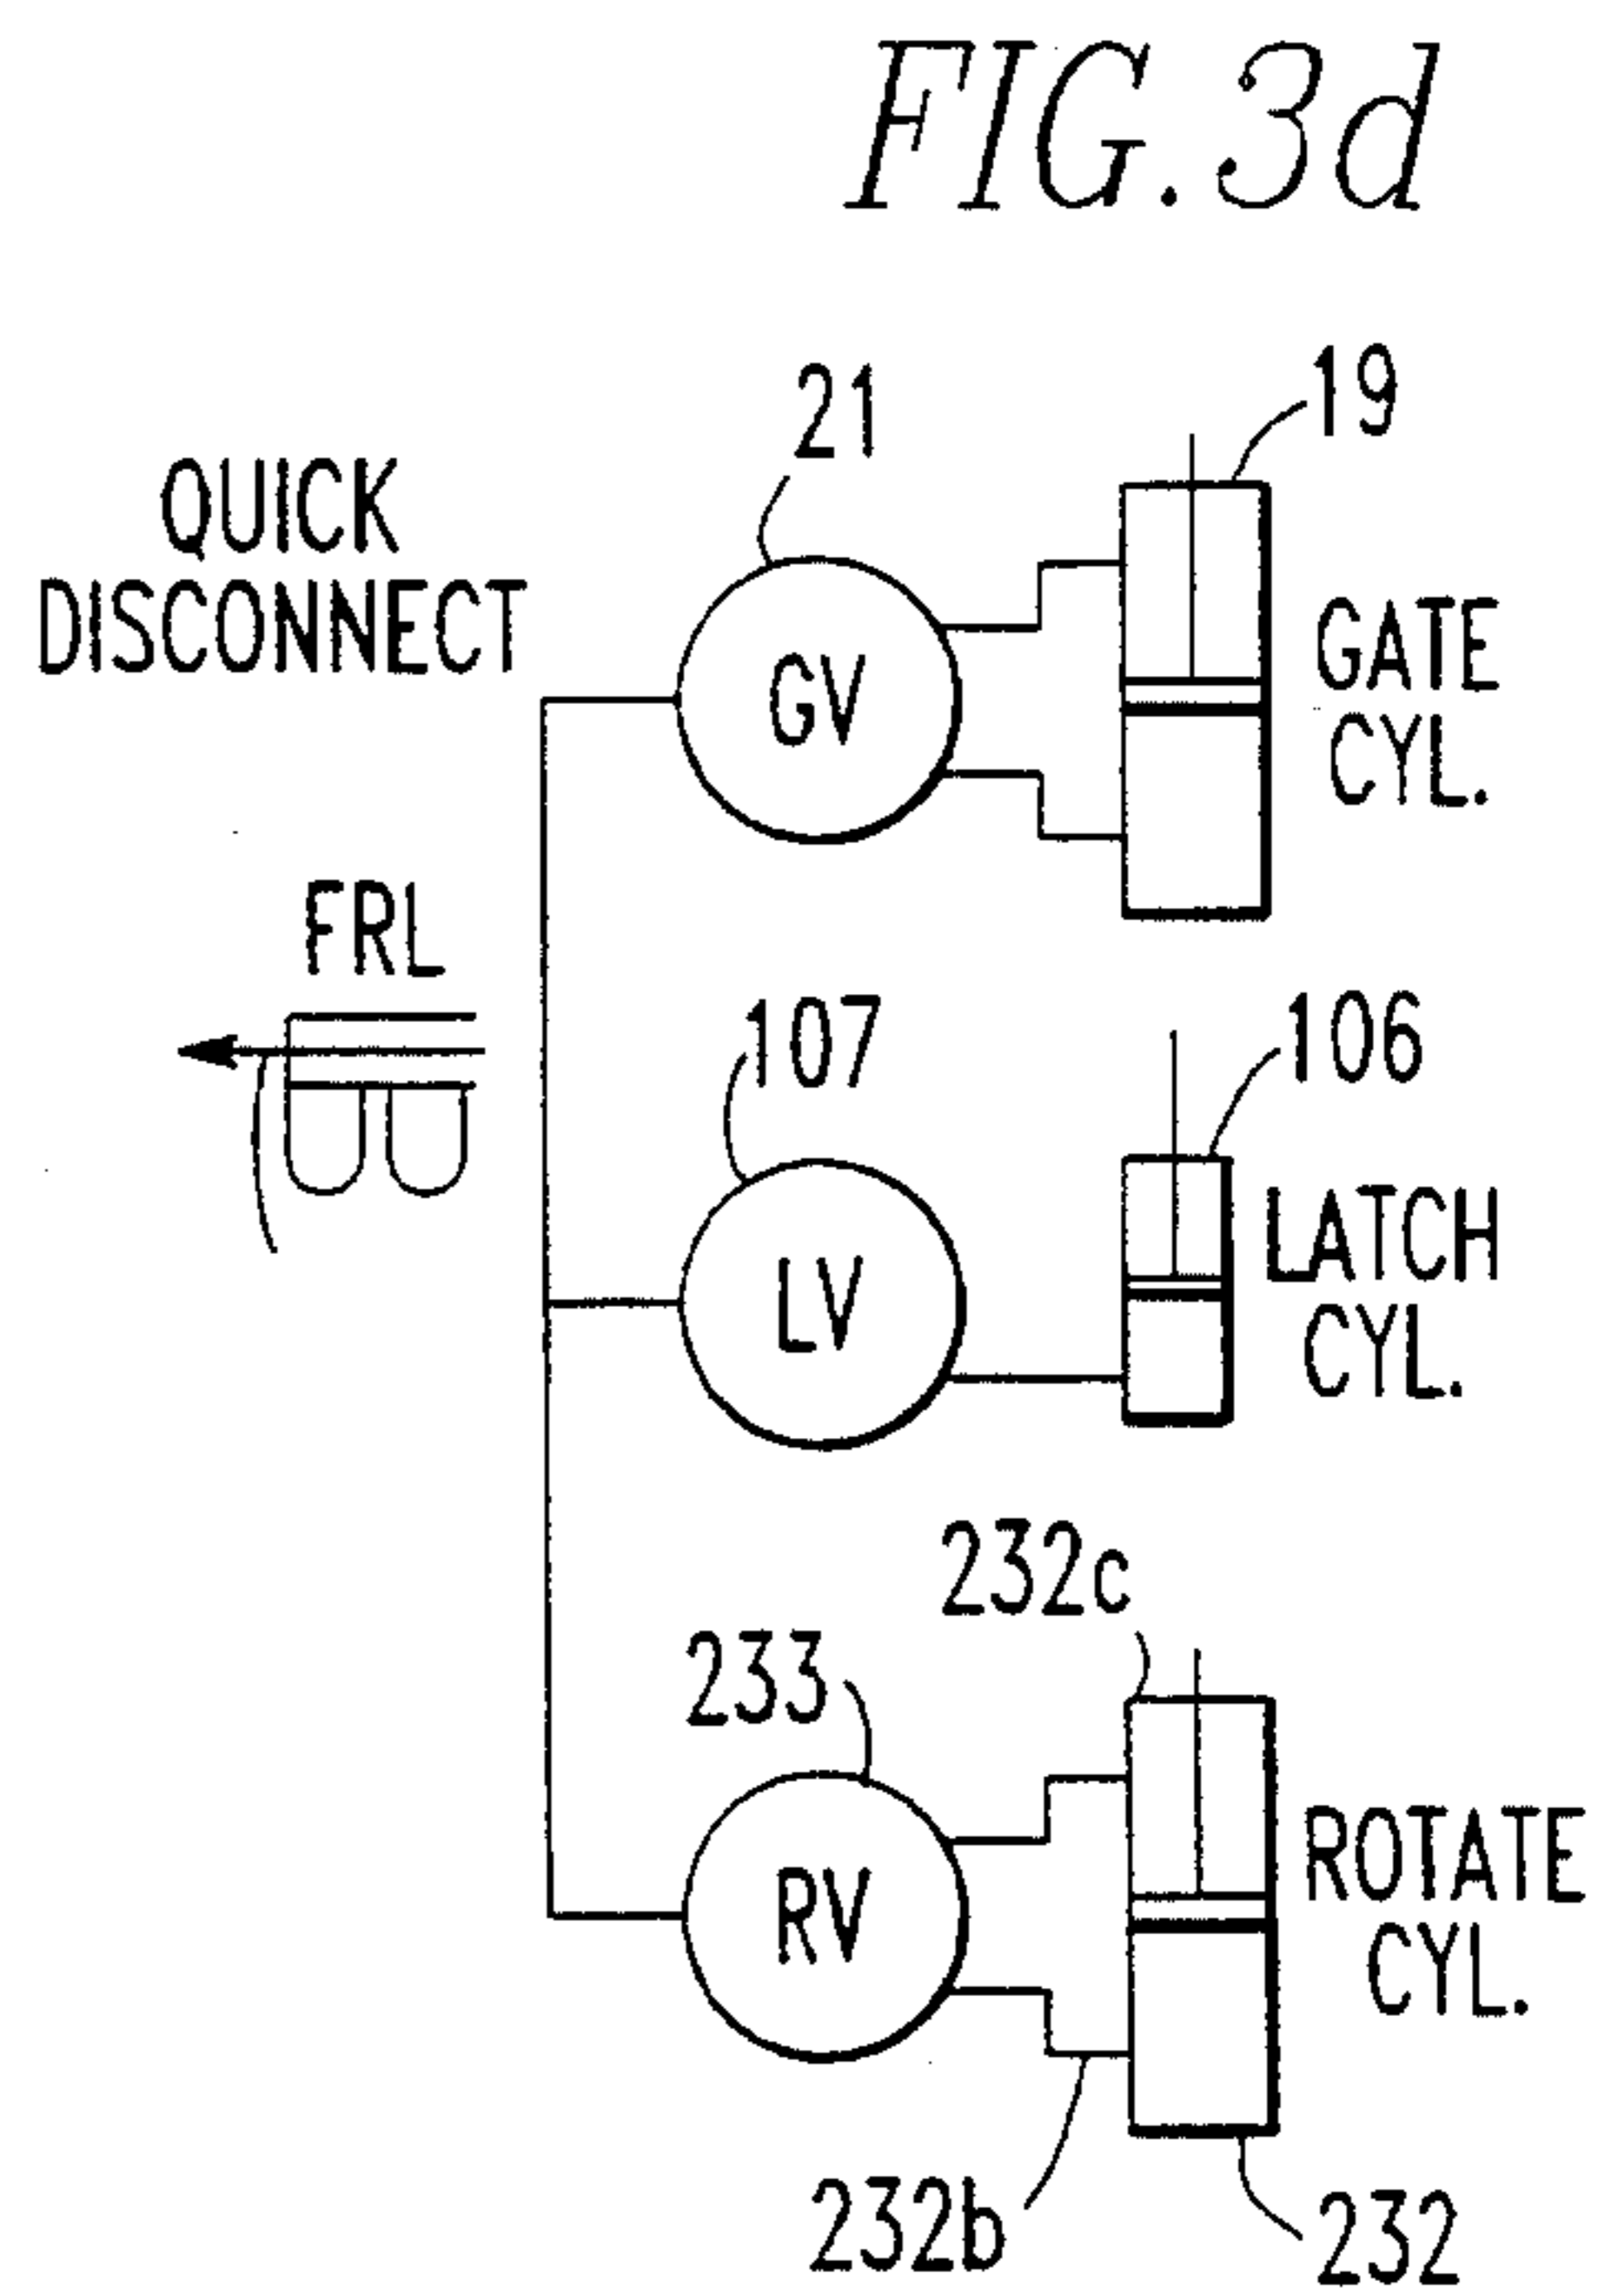 FIG. 3d
21
19
QUICK
DISCONNECT
GV
GATE
CYL.
FRL
107
106
LV
LATCH
CYL.
232c
233
RV
ROTATE
CYL.
232b
232